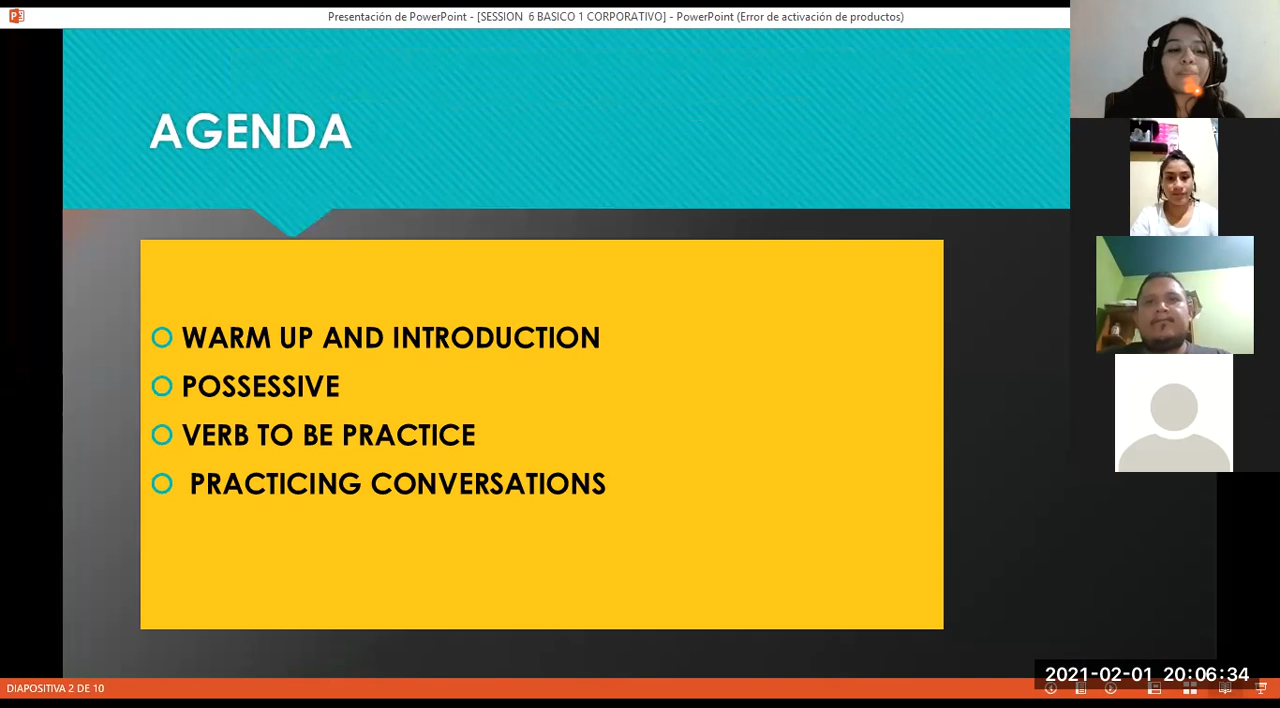 Presentación de PowerPoint - [SESSION 6 BASICO 1 CORPORATIVO] - PowerPoint (Error de activación de productos)
AGENDA
WARM UP AND INTRODUCTION
POSSESSIVE
VERB TO BE PRACTICE
PRACTICING CONVERSATIONS
2021-02-01 20:06:34
DIAPOSITIVA 2 DE 10